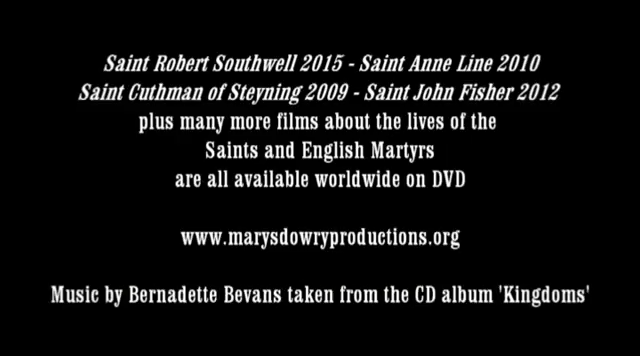 Saint Robert Southwell 2015 - Saint Anne Line 2010
Saint Cuthman of Steyning 2009 - Saint John Fisher 2012
plus many more films about the lives of the
Saints and English Martyrs
are all available worldwide on DVD
www.marysdowryproductions.org
Music by Bernadette Bevans taken from the CD album 'Kingdoms'